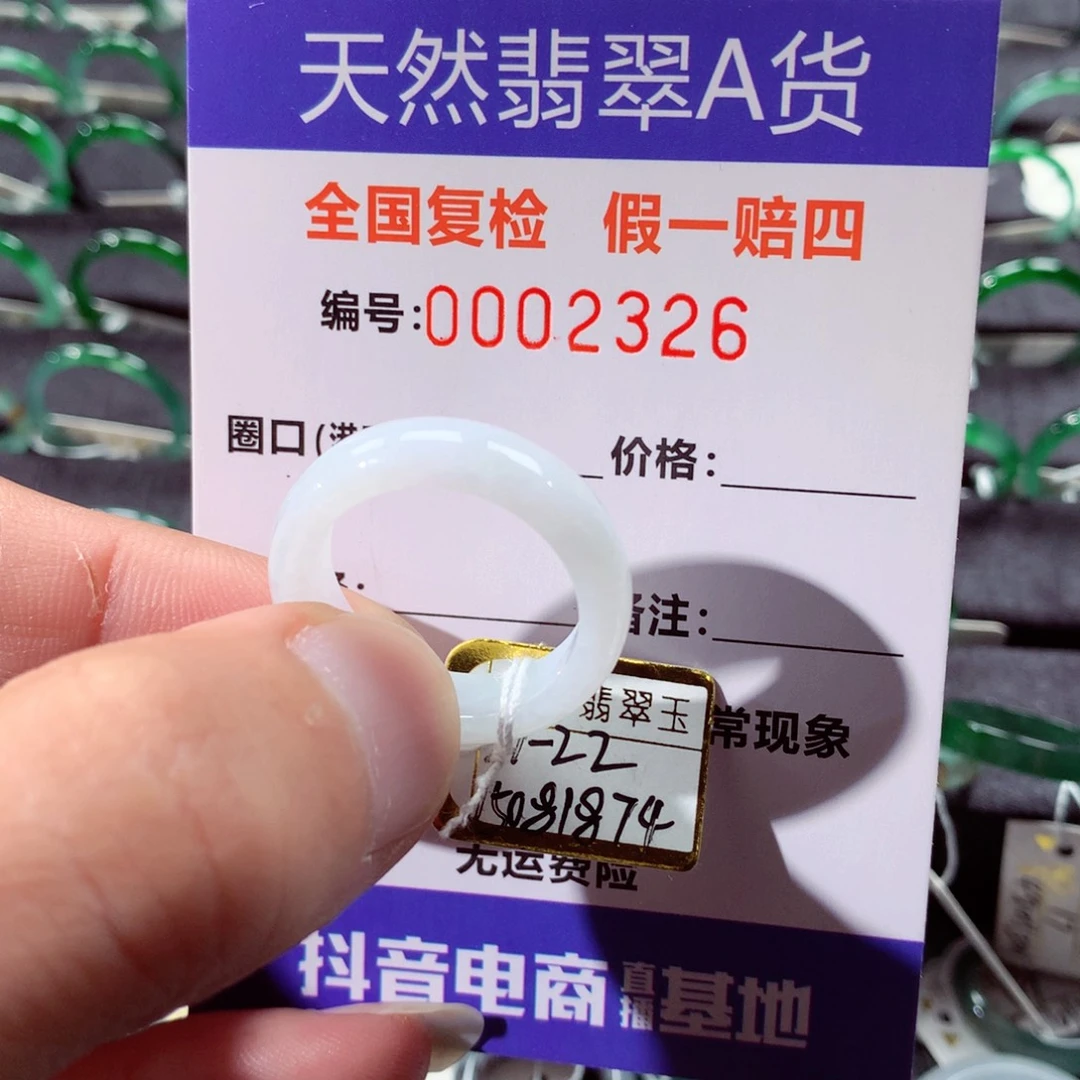 天然翡翠A货
全国复检 假一赔四
编号:0002326
圈口(港 价格:
备注:
翡翠玉
-22
15081874
常现象
无运费险
抖音电商直播基地